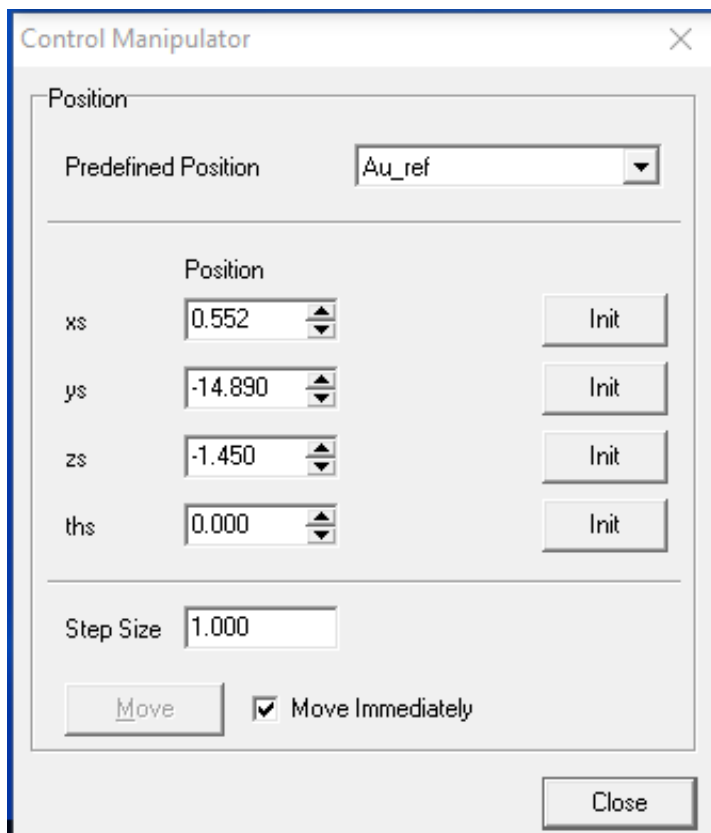 Control Manipulator
Position
Predefined Position Au_ref
Position
xs 0.552 Init
ys -14.890 Init
zs -1.450 Init
ths 0.000 Init
Step Size 1.000
Move Move Immediately
Close